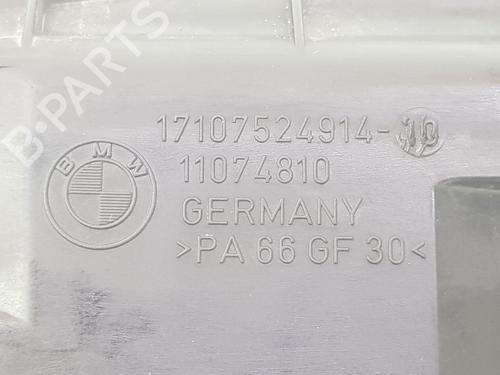 B-PARTS
17107524914-10
BMW
11074810
GERMANY
>PA 66 GF 30<